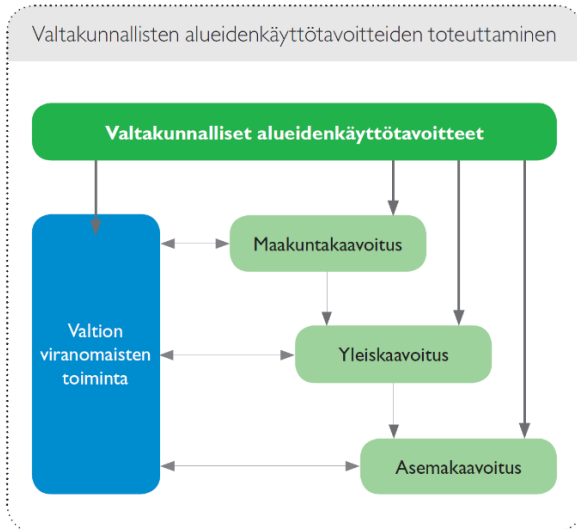 Valtakunnallisten alueidenkäyttötavoitteiden toteuttaminen
Valtakunnalliset alueidenkäyttötavoitteet
Maakuntakaavoitus
Valtion
viranomaisten
toiminta
Yleiskaavoitus
Asemakaavoitus